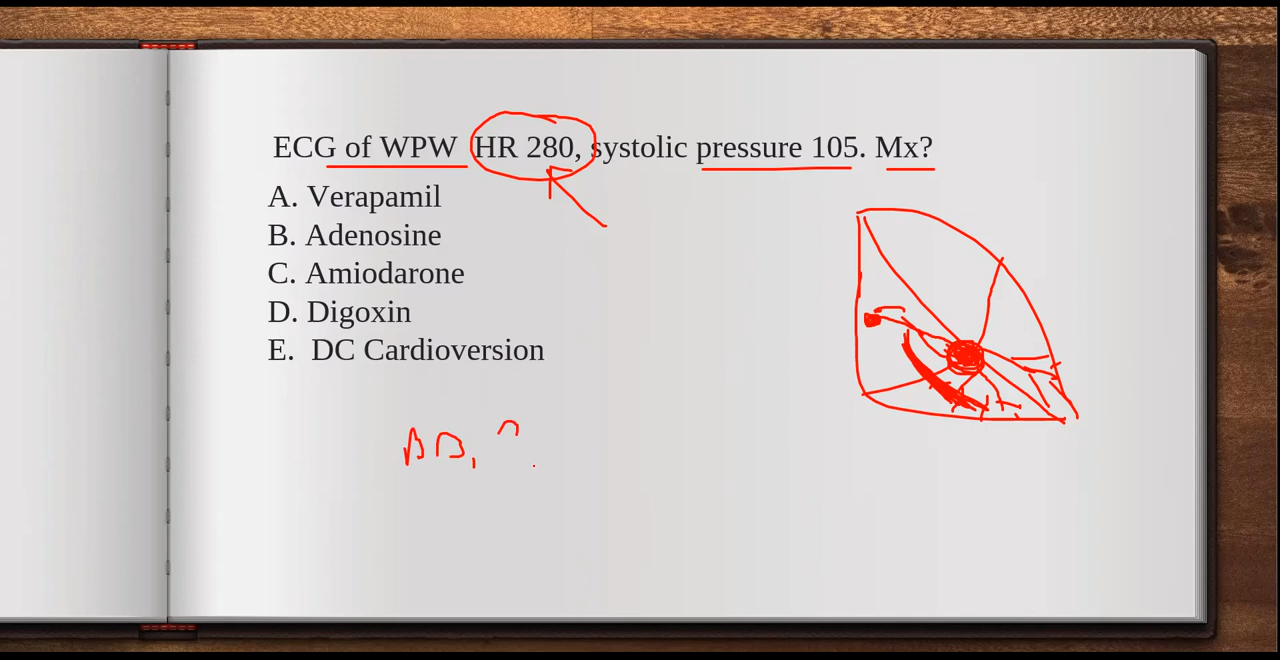 ECG of WPW HR 280, systolic pressure 105. Mx?
A. Verapamil
B. Adenosine
C. Amiodarone
D. Digoxin
E. DC Cardioversion